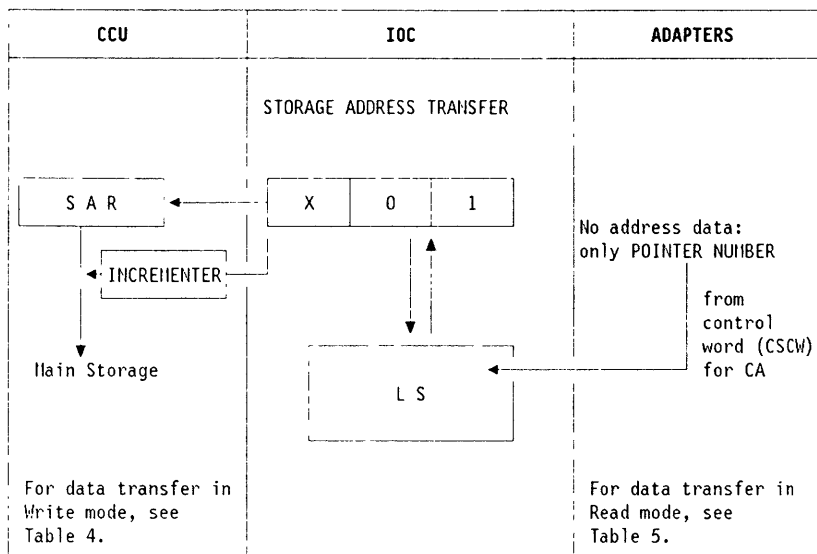 CCU IOC ADAPTERS
STORAGE ADDRESS TRANSFER
S A R
X 0 1
No address data:
only POINTER NUMBER
INCREMENTER
from
control
word (CSCW)
for CA
Main Storage
L S
For data transfer in
Write mode, see
Table 4.
For data transfer in
Read mode, see
Table 5.